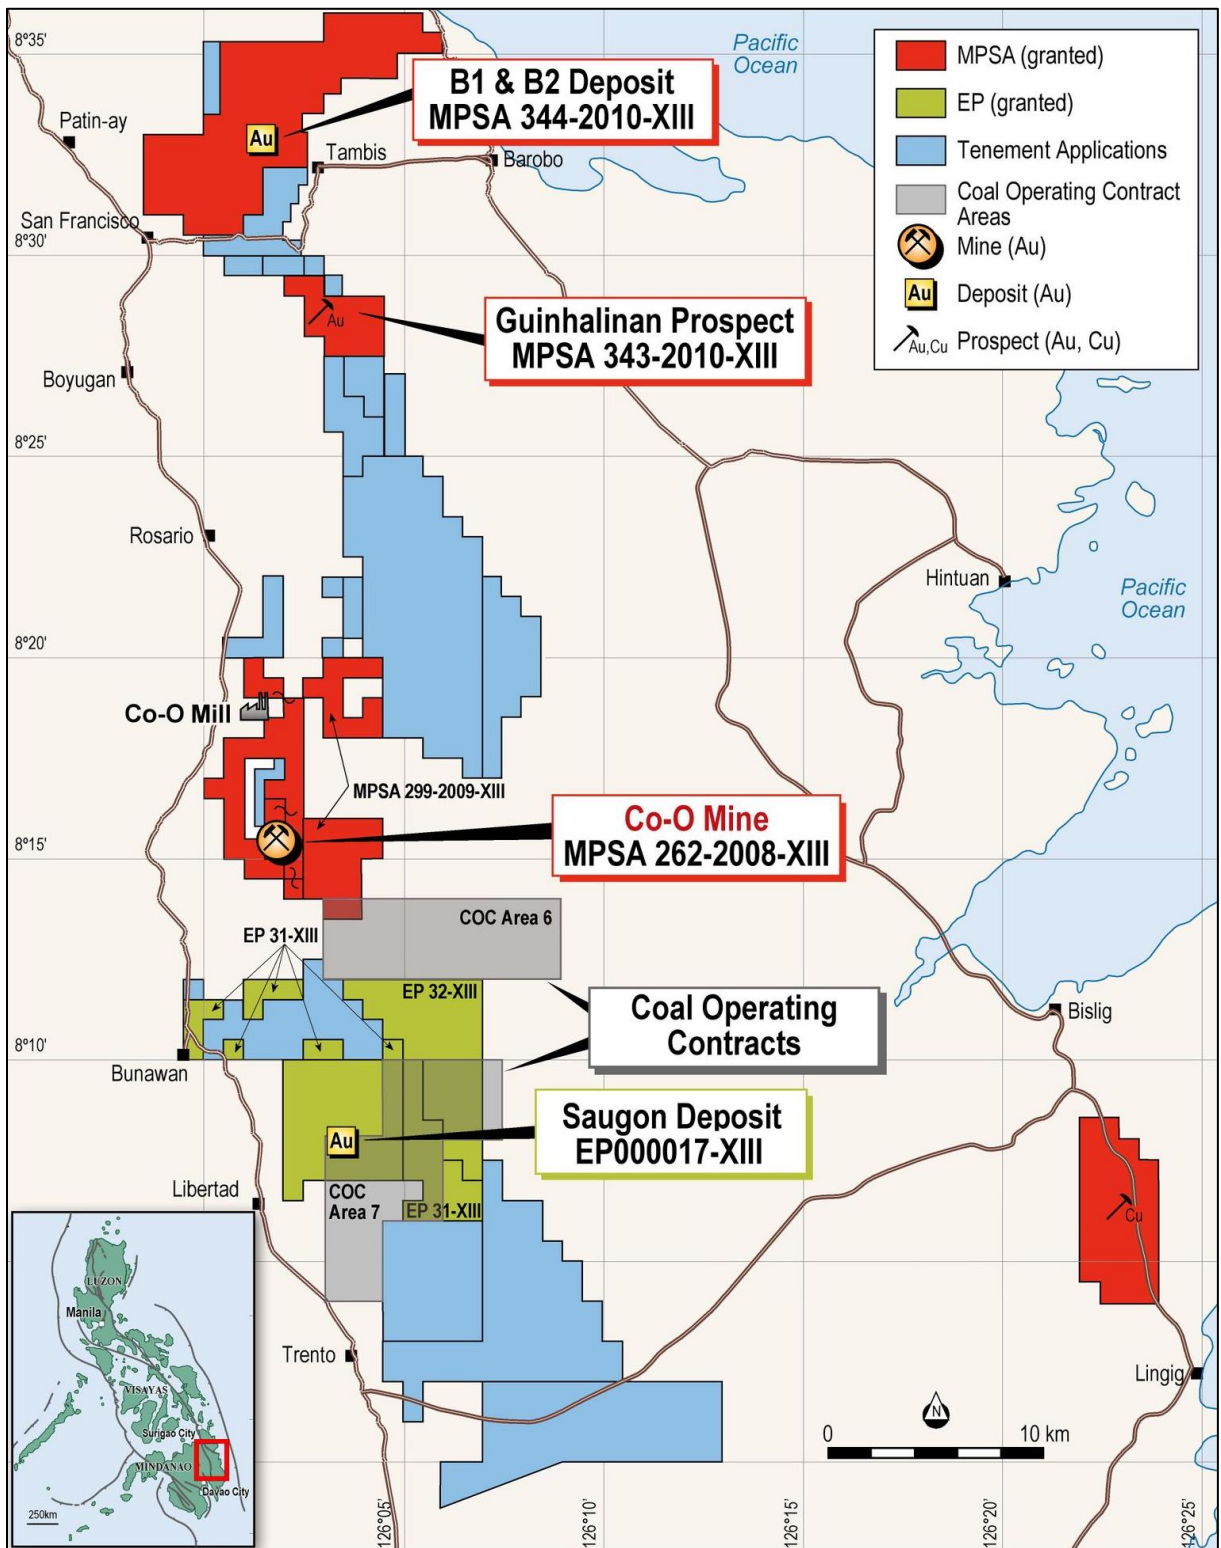 8°35'
8°30'
8°25'
8°20'
8°15'
8°10'
Pacific
Ocean
MPSA (granted)
EP (granted)
Tenement Applications
Coal Operating Contract
Areas
Mine (Au)
Au
Deposit (Au)
Au,Cu
Prospect (Au, Cu)
B1 & B2 Deposit
MPSA 344-2010-XIII
Patin-ay
Au
Tambis
Barobo
San Francisco
Guinhalinan Prospect
MPSA 343-2010-XIII
Au
Boyugan
Rosario
Hintuan
Pacific
Ocean
Co-O Mill
MPSA 299-2009-XIII
Co-O Mine
MPSA 262-2008-XIII
COC Area 6
EP 31-XIII
EP 32-XIII
Coal Operating
Contracts
Bislig
Bunawan
Saugon Deposit
EP000017-XIII
Au
Libertad
COC
Area 7
EP 31-XIII
Cu
Trento
Lingig
N
0
10 km
LUZON
Manila
VISAYAS
Surigao City
MINDANAO
Davao City
250km
126°05'
126°10'
126°15'
126°20'
126°25'